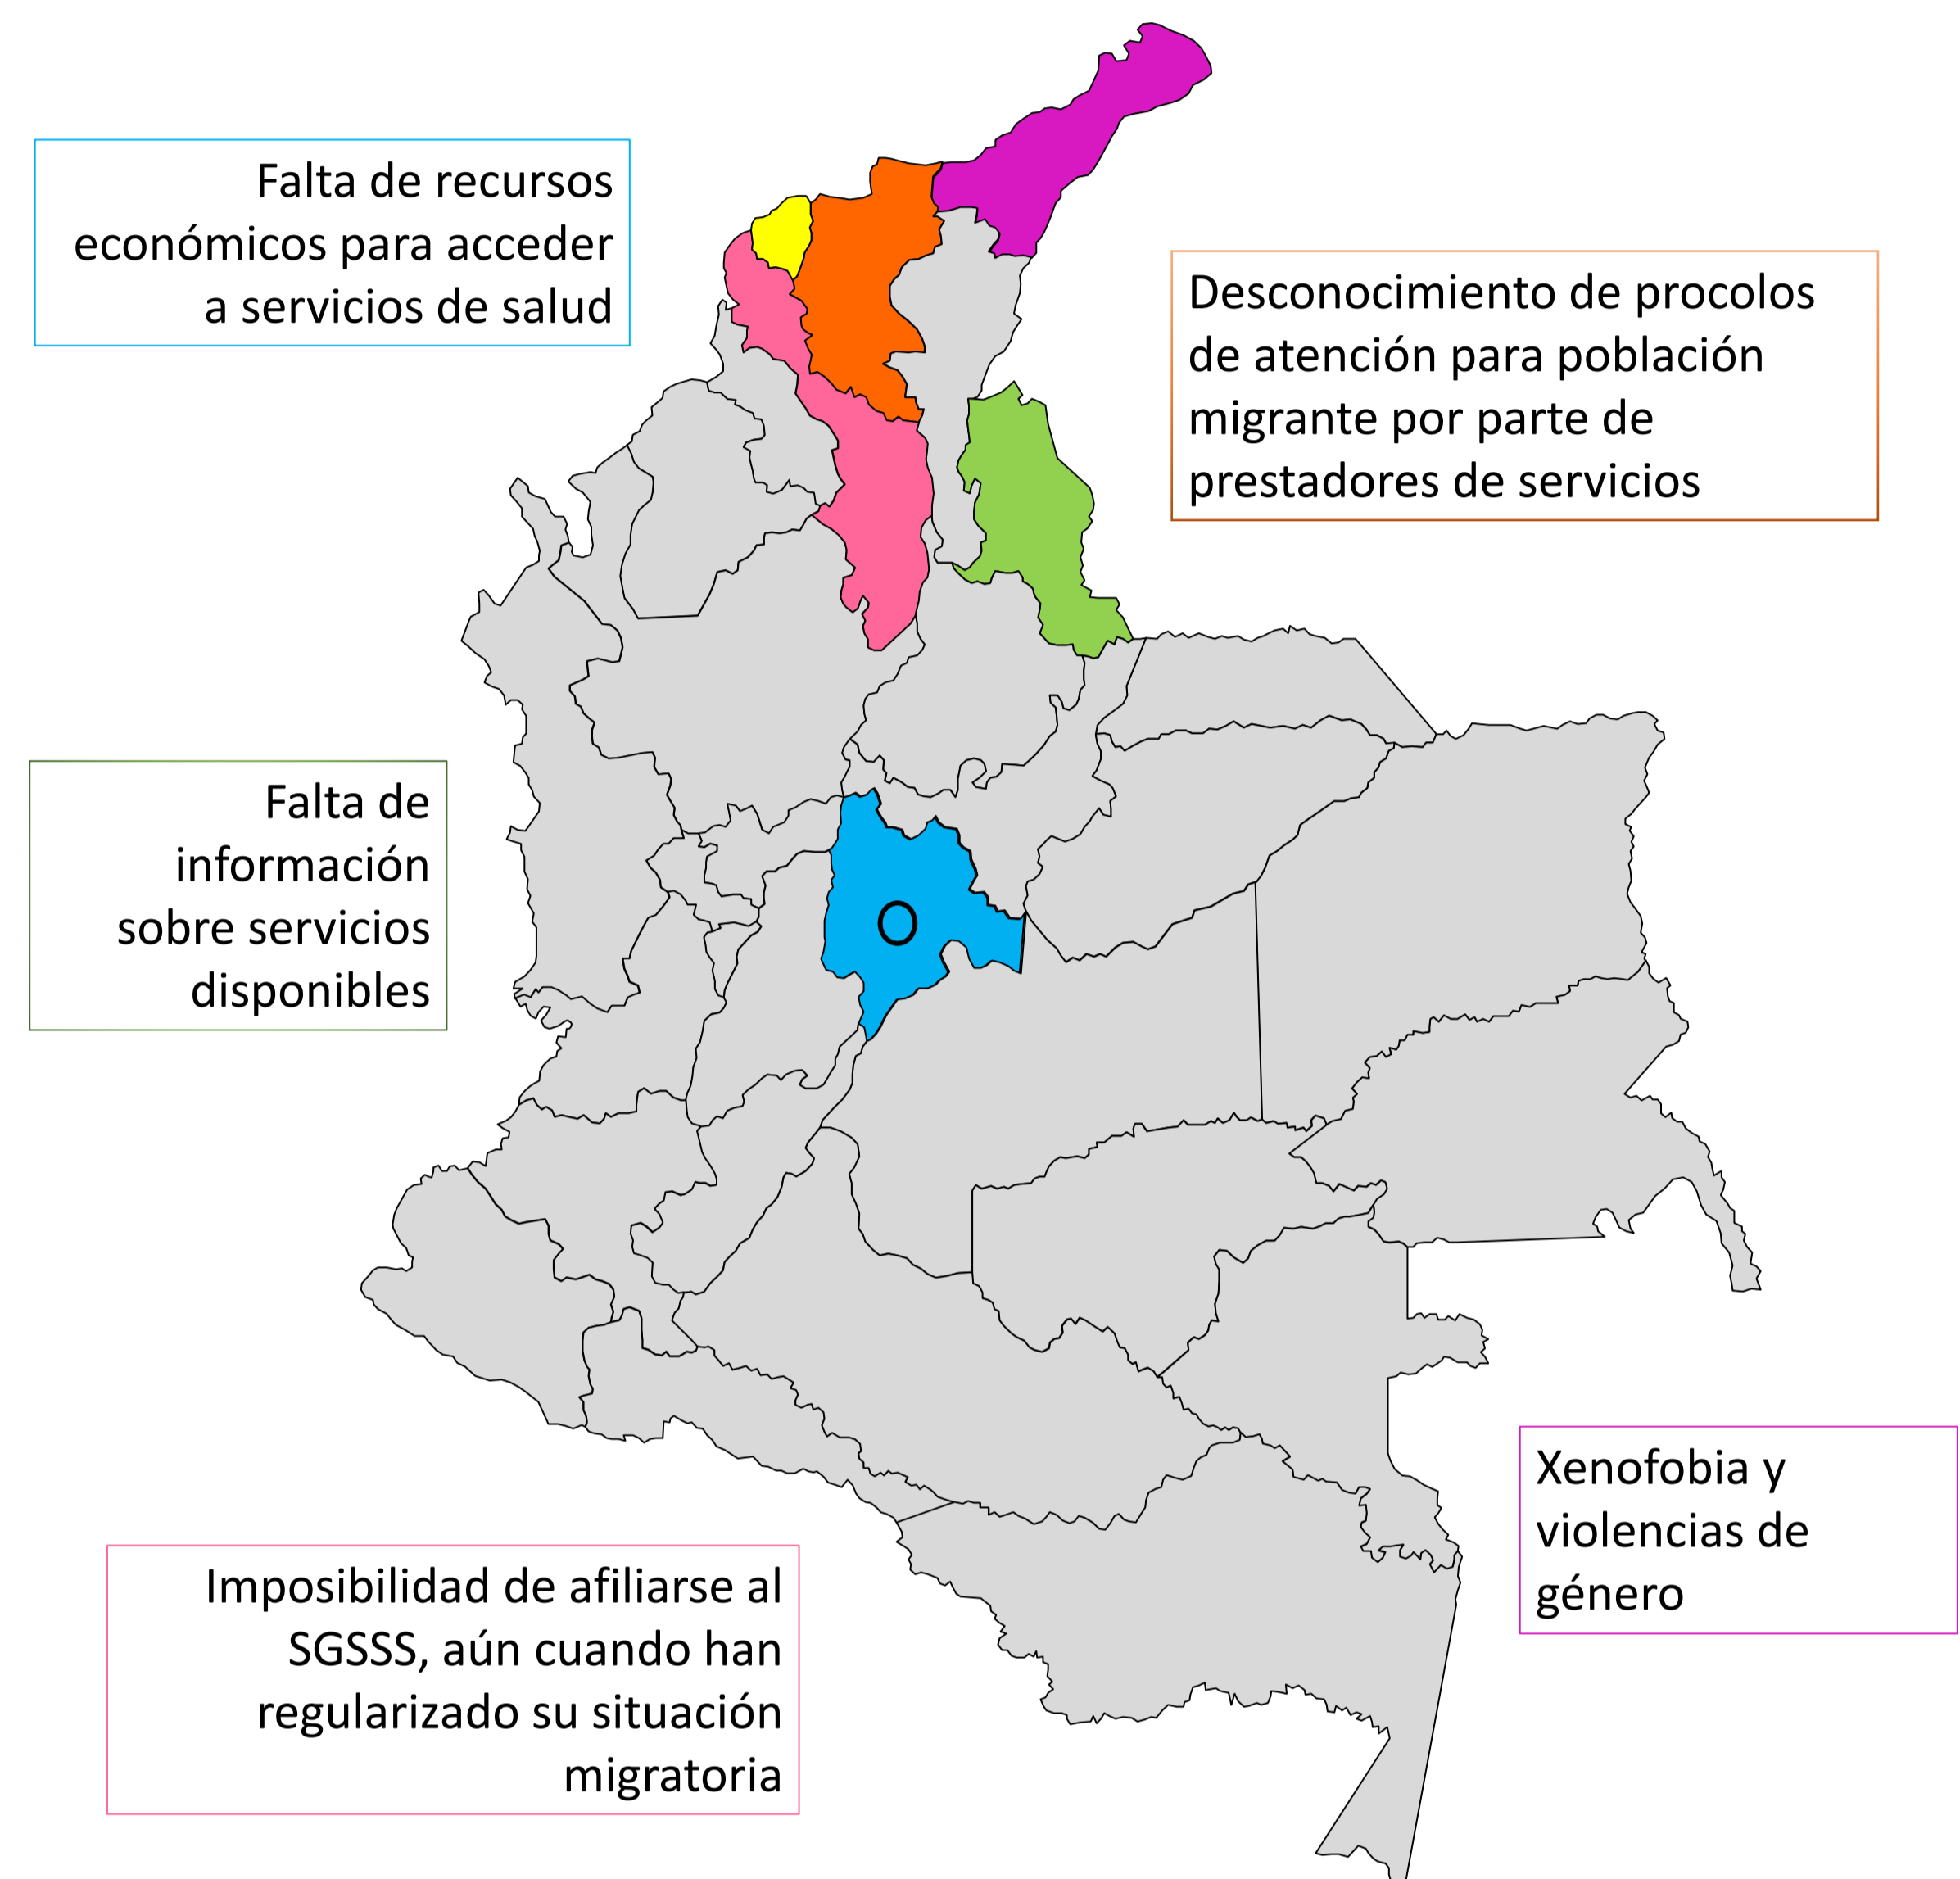 Falta de recursos
económicos para acceder
a servicios de salud
Desconocimiento de procolos
de atención para población
migrante por parte de
prestadores de servicios
Falta de
información
sobre servicios
disponibles
Xenofobia y
violencias de
género
Imposibilidad de afiliarse al
SGSSS, aún cuando han
regularizado su situación
migratoria